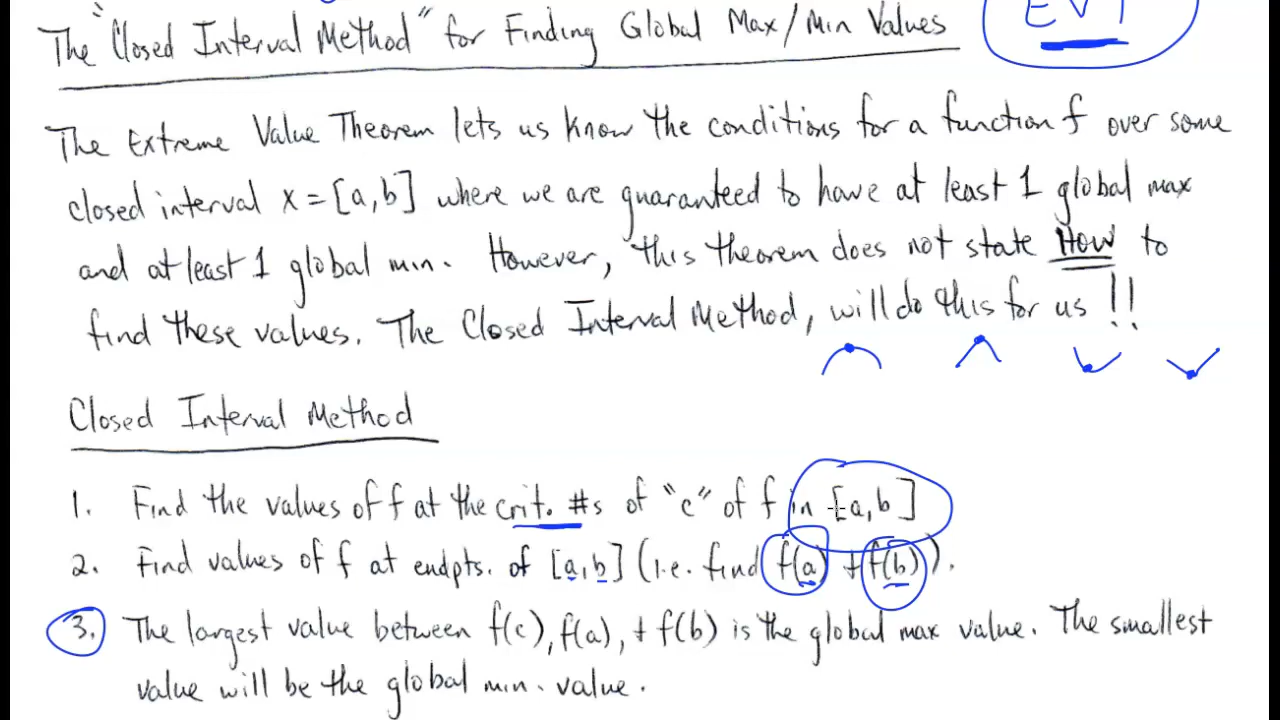 The "Closed Interval Method" for Finding Global Max/Min Values
EVT
The Extreme Value Theorem lets us know the conditions for a function f over some
closed interval x = [a,b] where we are guaranteed to have at least 1 global max
and at least 1 global min. However, this theorem does not state HOW to
find these values. The Closed Interval Method, will do this for us !!
Closed Interval Method
1. Find the values of f at the crit. #s of "c" of f in [a,b]
2. Find values of f at endpts. of [a,b] (i.e. find f(a) + f(b)).
3. The largest value between f(c), f(a), + f(b) is the global max value. The smallest
value will be the global min. value.